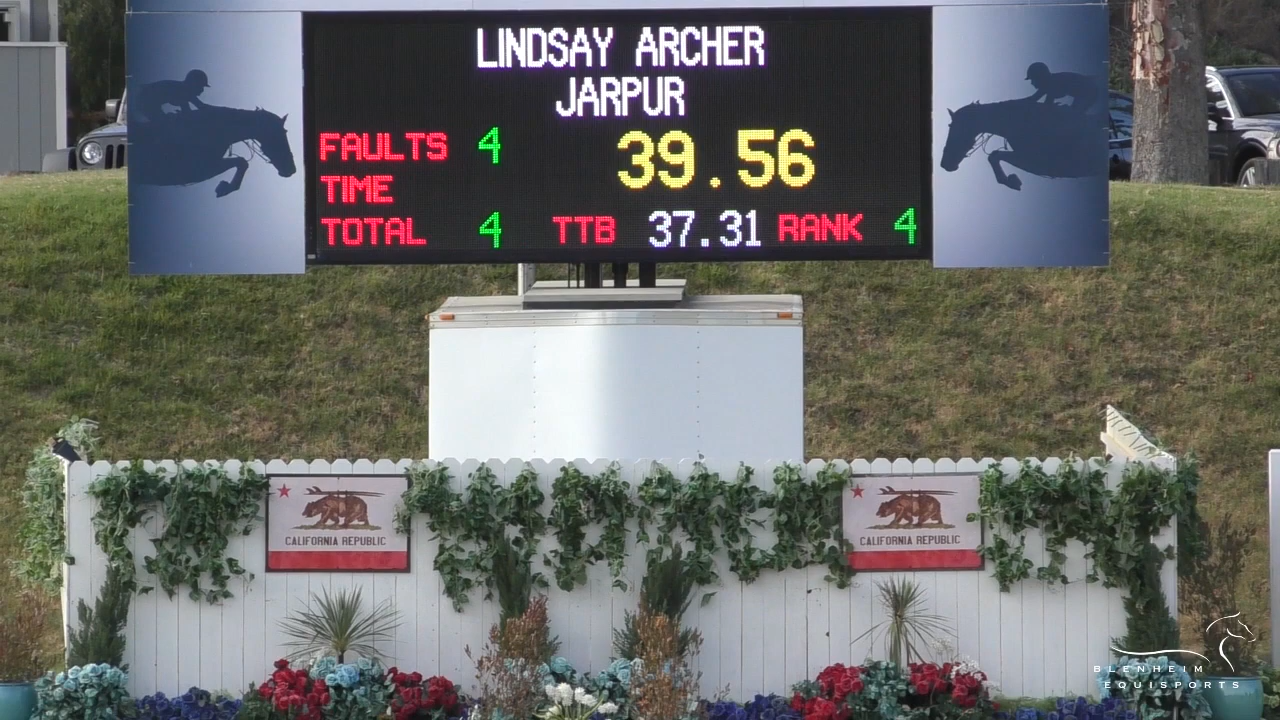 LINDSAY ARCHER
JARPUR
FAULTS 4 39.56
TIME
TOTAL 4 TTB 37.31 RANK 4
CALIFORNIA REPUBLIC
CALIFORNIA REPUBLIC
BLENHEIM
EQUISPORTS